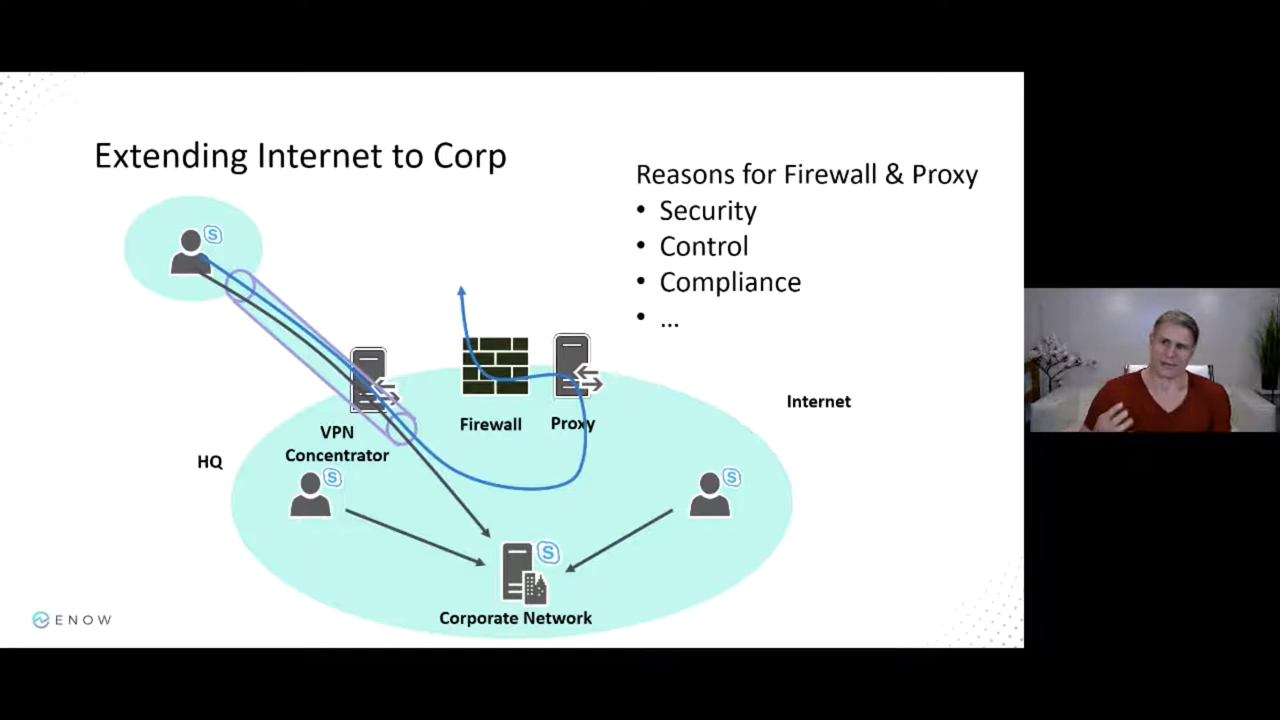 Extending Internet to Corp
Reasons for Firewall & Proxy
• Security
• Control
• Compliance
• ...
S
VPN
Concentrator
Firewall
Proxy
Internet
HQ
S
S
S
Corporate Network
ENOW